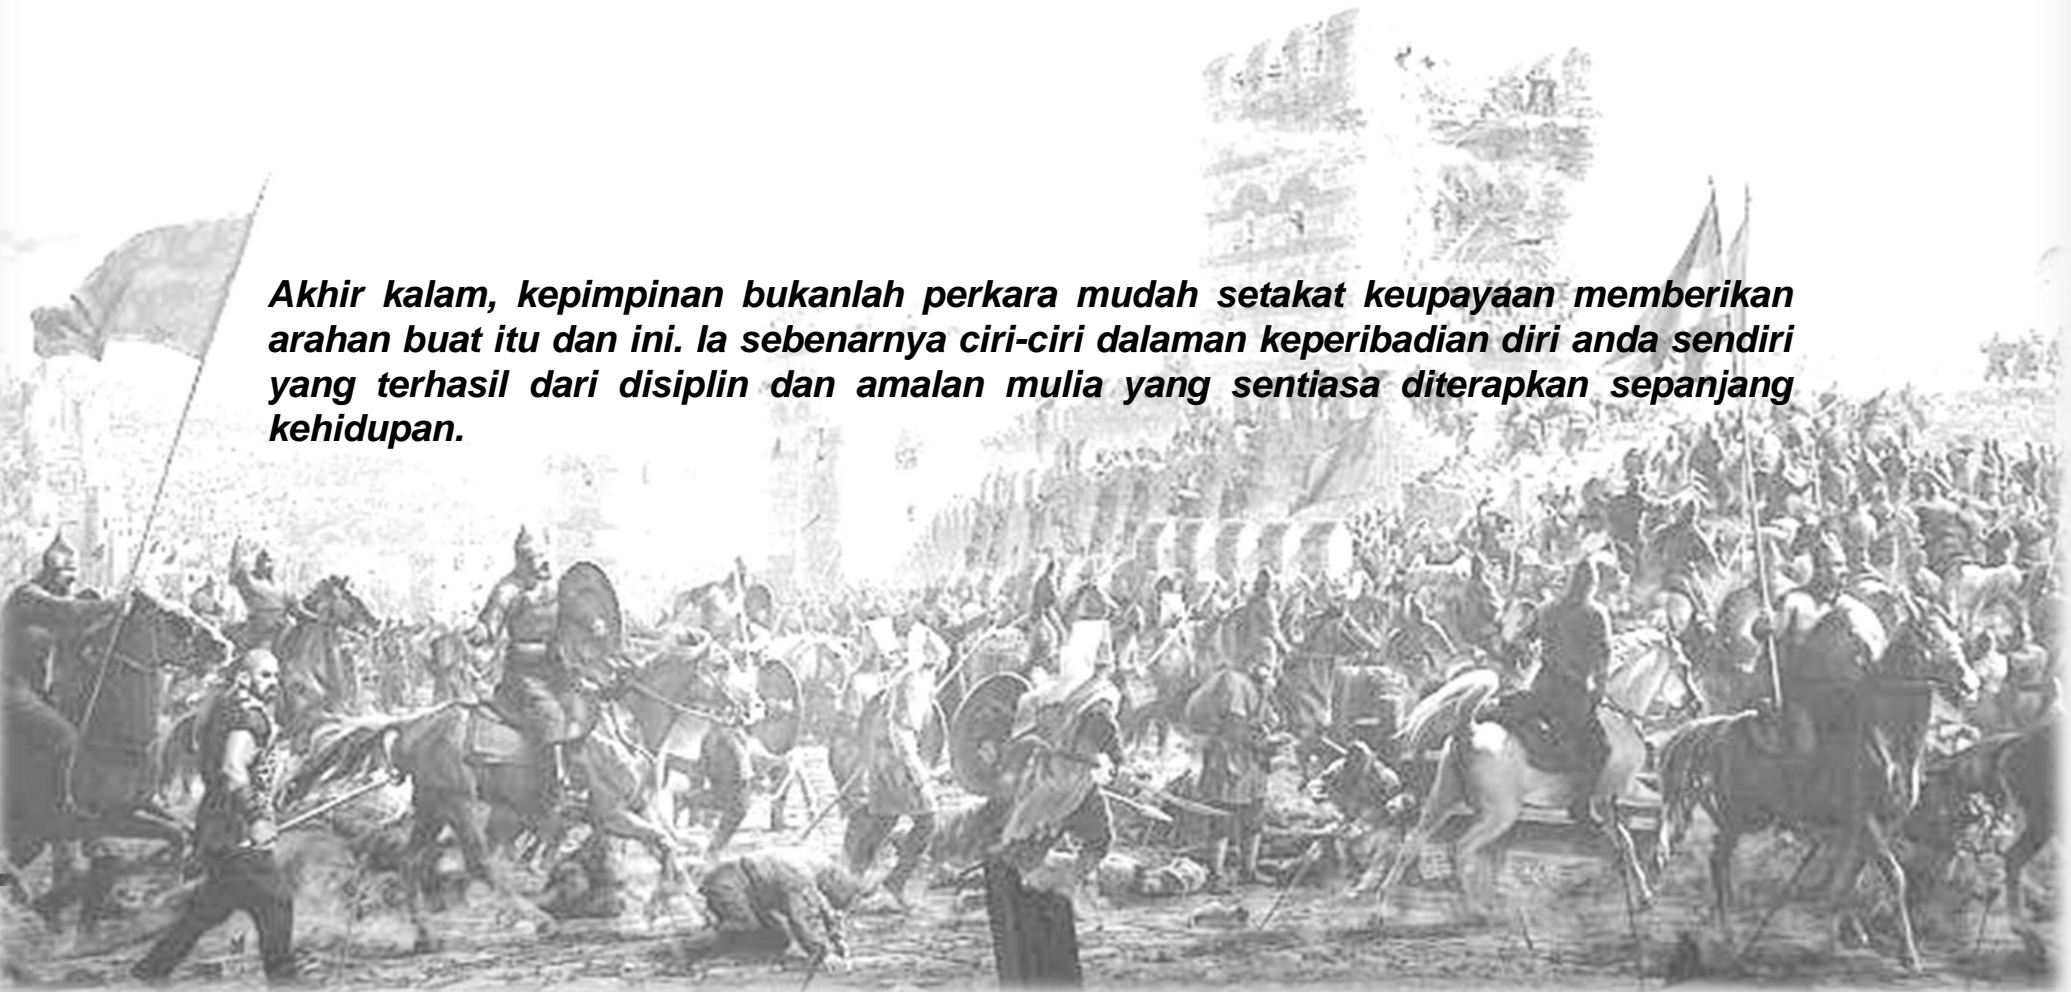 Akhir kalam, kepimpinan bukanlah perkara mudah setakat keupayaan memberikan
arahan buat itu dan ini. Ia sebenarnya ciri-ciri dalaman keperibadian diri anda sendiri
yang terhasil dari disiplin dan amalan mulia yang sentiasa diterapkan sepanjang
kehidupan.